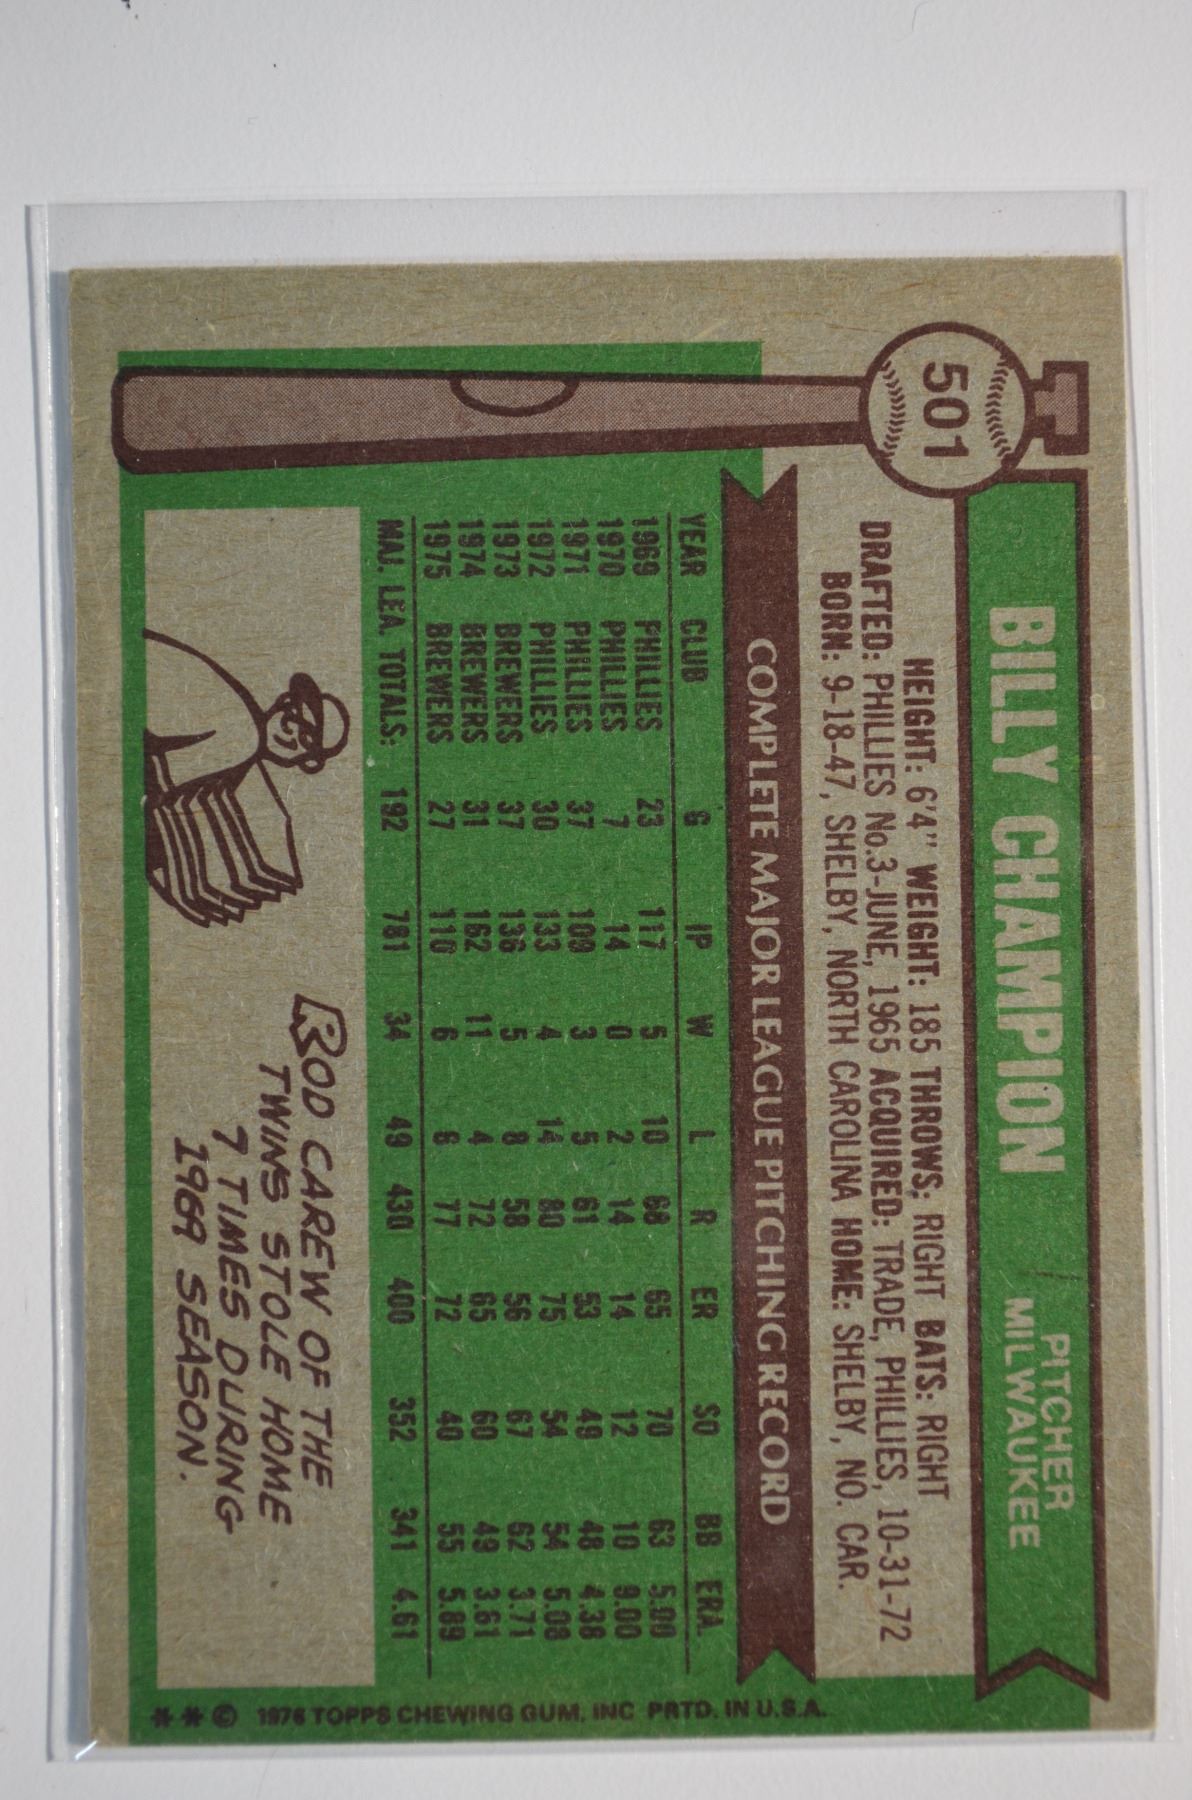 501
BILLY CHAMPION
PITCHER
MILWAUKEE
HEIGHT: 6'4" WEIGHT: 185 THROWS: RIGHT BATS: RIGHT
DRAFTED: PHILLIES No.3-JUNE, 1965 ACQUIRED: TRADE, PHILLIES, 10-31-72
BORN: 9-18-47, SHELBY, NORTH CAROLINA HOME: SHELBY, NO. CAR.
COMPLETE MAJOR LEAGUE PITCHING RECORD
YEAR CLUB G IP W L R ER SO BB ERA.
1969 PHILLIES 23 117 5 10 68 65 70 63 5.00
1970 PHILLIES 7 14 0 2 14 14 12 10 9.00
1971 PHILLIES 37 109 3 5 61 53 49 48 4.38
1972 PHILLIES 30 133 4 14 80 75 54 54 5.08
1973 BREWERS 37 136 5 8 58 56 67 62 3.71
1974 BREWERS 31 162 11 4 72 65 60 49 3.61
1975 BREWERS 27 110 6 6 77 72 40 55 5.89
MAJ. LEA. TOTALS: 192 781 34 49 430 400 352 341 4.61
ROD CAREW OF THE
TWINS STOLE HOME
7 TIMES DURING
1969 SEASON.
** © 1976 TOPPS CHEWING GUM, INC PRTD. IN U.S.A.